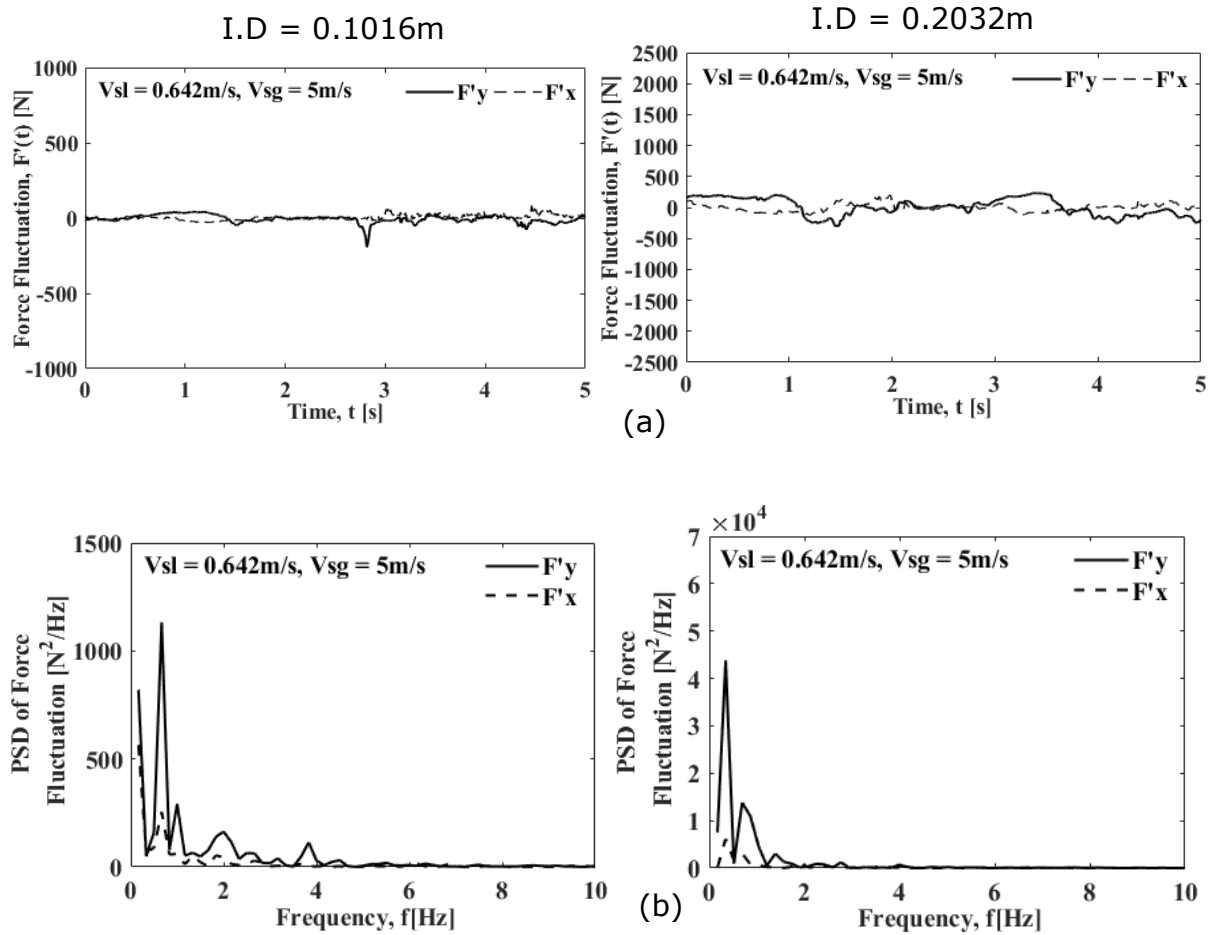 I.D = 0.1016m
I.D = 0.2032m
Force Fluctuation, F'(t) [N]
1000
500
0
-500
-1000
Vsl = 0.642m/s, Vsg = 5m/s
F'y
F'x
0 1 2 3 4 5
Time, t [s]
Force Fluctuation, F'(t) [N]
2500
2000
1500
1000
500
0
-500
-1000
-1500
-2000
-2500
Vsl = 0.642m/s, Vsg = 5m/s
F'y
F'x
0 1 2 3 4 5
Time, t [s]
(a)
PSD of Force
Fluctuation [N²/Hz]
1500
1000
500
0
Vsl = 0.642m/s, Vsg = 5m/s
F'y
F'x
0 2 4 6 8 10
Frequency, f[Hz]
PSD of Force
Fluctuation [N²/Hz]
×10⁴
7
6
5
4
3
2
1
0
Vsl = 0.642m/s, Vsg = 5m/s
F'y
F'x
0 2 4 6 8 10
Frequency, f[Hz]
(b)